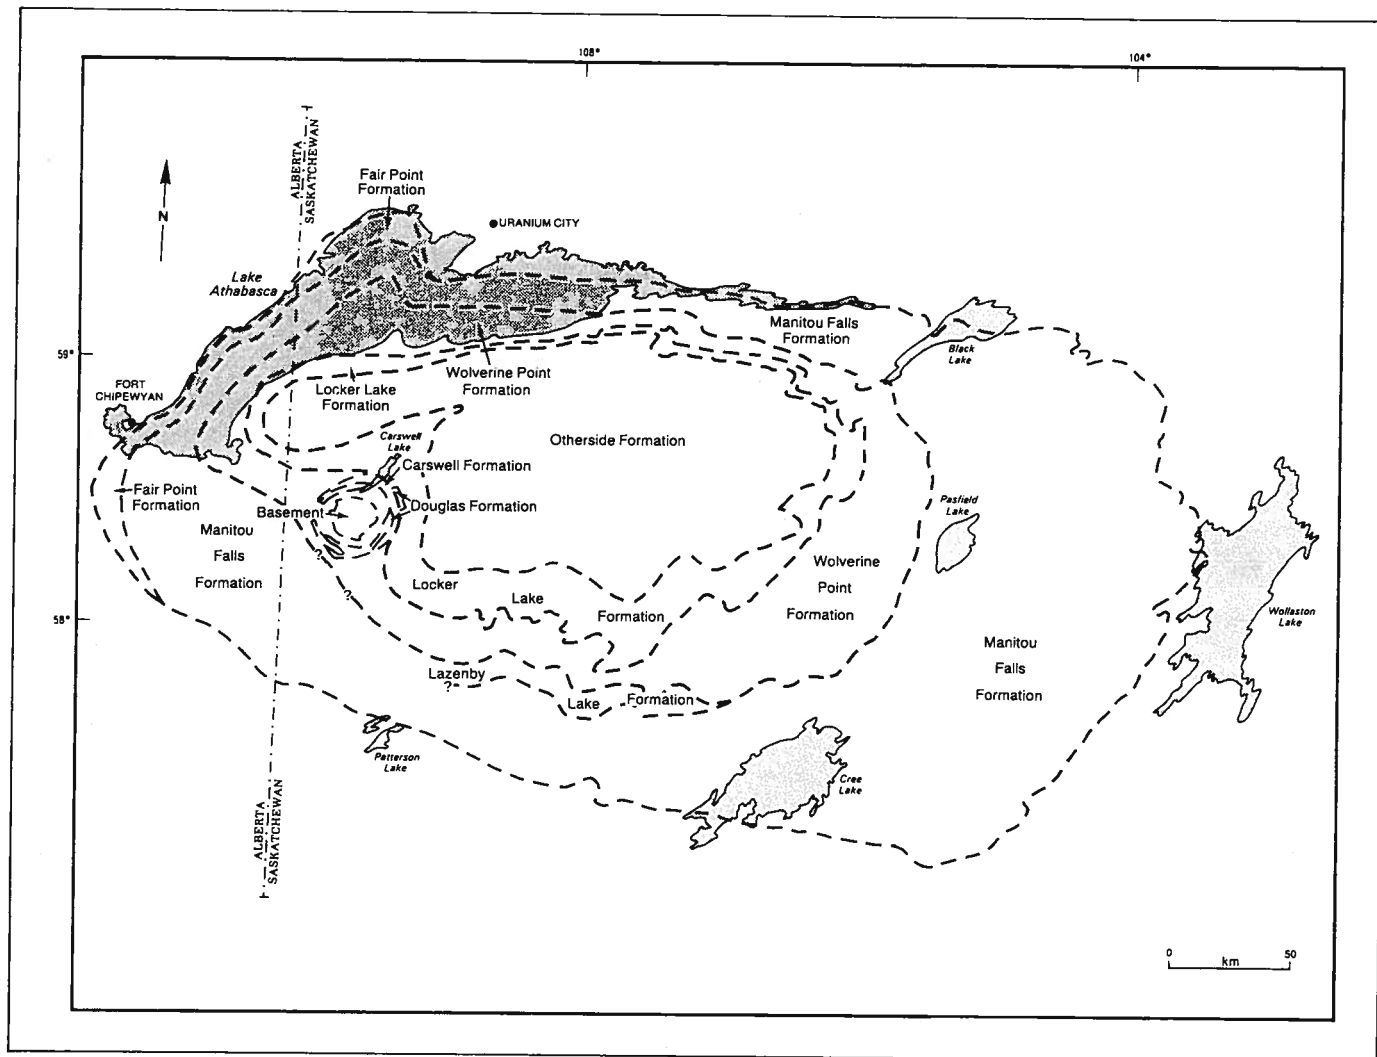 108°
104°
ALBERTA
SASKATCHEWAN
Fair Point
Formation
N
URANIUM CITY
Lake
Athabasca
Manitou Falls
Formation
Black
Lake
59°
Wolverine Point
Formation
FORT
CHIPEWYAN
Locker Lake
Formation
Carswell
Lake
Otherside Formation
Carswell Formation
Fair Point
Formation
Basement
Douglas Formation
Pasfield
Lake
Manitou
Falls
Formation
?
?
Locker
Lake
Formation
Wolverine
Point
Formation
58°
Wollaston
Lake
Manitou
Falls
Formation
Lazenby
?
Lake
Formation
Patterson
Lake
Cree
Lake
ALBERTA
SASKATCHEWAN
0
50
km